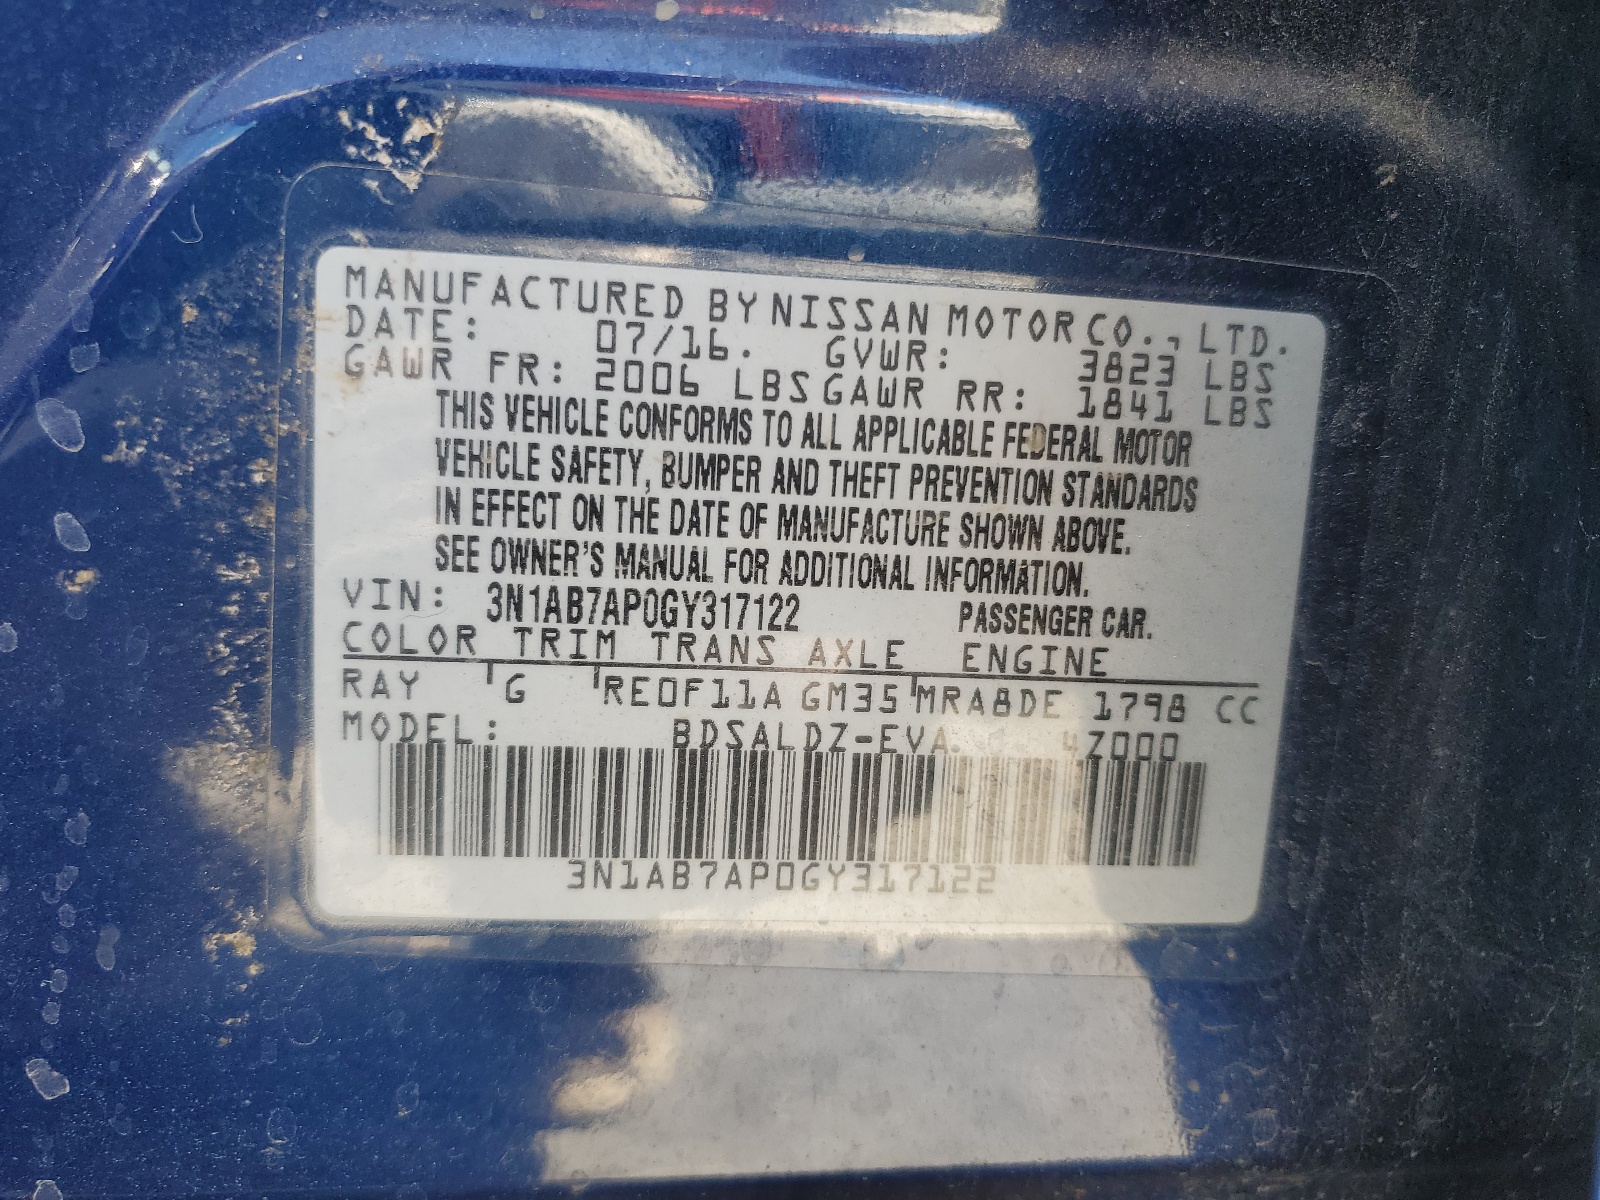 MANUFACTURED BY NISSAN MOTOR CO., LTD.
DATE: 07/16. GVWR: 3823 LBS
GAWR FR: 2006 LBS GAWR RR: 1841 LBS
THIS VEHICLE CONFORMS TO ALL APPLICABLE FEDERAL MOTOR
VEHICLE SAFETY, BUMPER AND THEFT PREVENTION STANDARDS
IN EFFECT ON THE DATE OF MANUFACTURE SHOWN ABOVE.
SEE OWNER'S MANUAL FOR ADDITIONAL INFORMATION.
VIN: 3N1AB7AP0GY317122 PASSENGER CAR.
COLOR TRIM TRANS AXLE ENGINE
RAY G RE0F11A GM35 MRA8DE 1798 CC
MODEL: BDSALDZ-EVA 4Z000
3N1AB7AP0GY317122